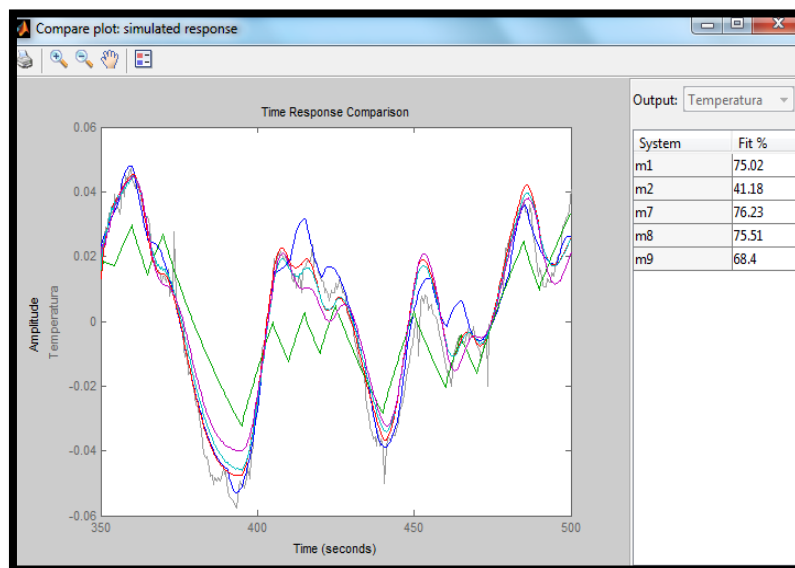 Compare plot: simulated response
Output: Temperatura
Time Response Comparison
System Fit %
m1 75.02
m2 41.18
m7 76.23
m8 75.51
m9 68.4
Amplitude
Temperatura
0.06
0.04
0.02
0
-0.02
-0.04
-0.06
350 400 450 500
Time (seconds)